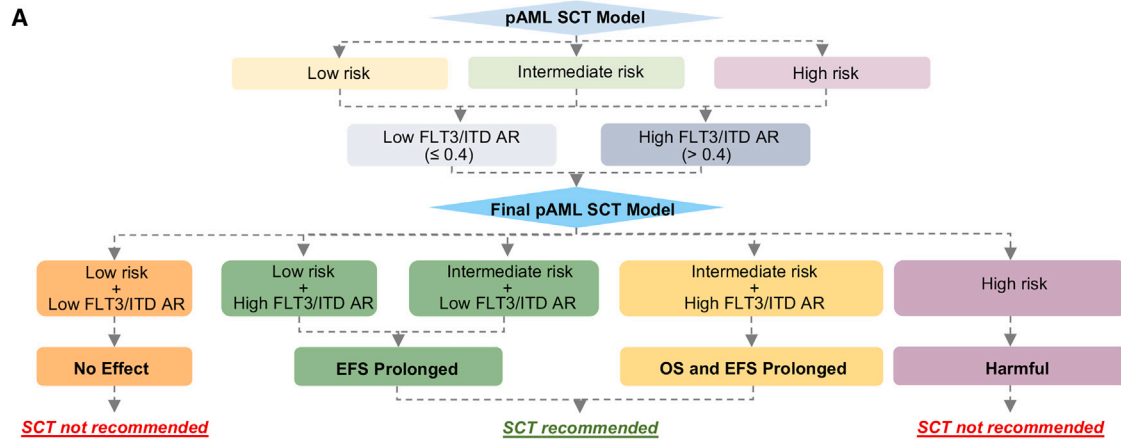 A
pAML SCT Model
Low risk
Intermediate risk
High risk
Low FLT3/ITD AR
(≤ 0.4)
High FLT3/ITD AR
(> 0.4)
Final pAML SCT Model
Low risk
+
Low FLT3/ITD AR
Low risk
+
High FLT3/ITD AR
Intermediate risk
+
Low FLT3/ITD AR
Intermediate risk
+
High FLT3/ITD AR
High risk
No Effect
EFS Prolonged
OS and EFS Prolonged
Harmful
SCT not recommended
SCT recommended
SCT not recommended